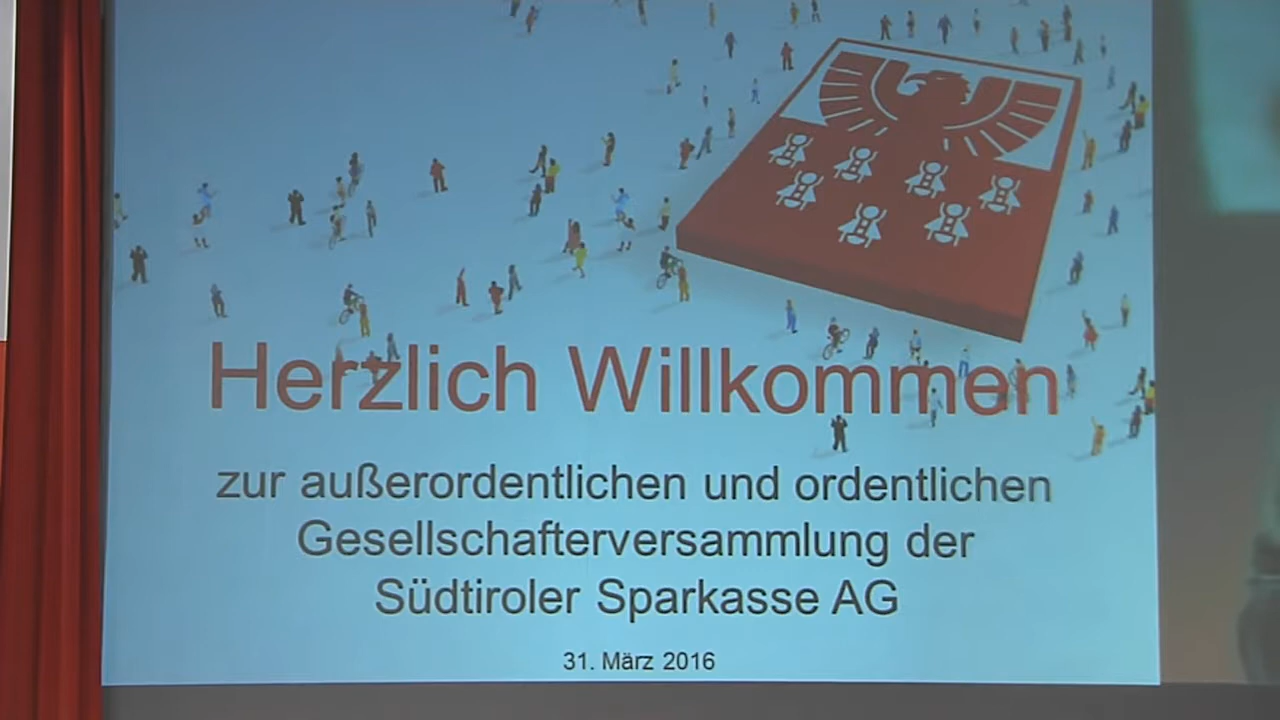 Herzlich Willkommen
zur außerordentlichen und ordentlichen
Gesellschafterversammlung der
Südtiroler Sparkasse AG
31. März 2016